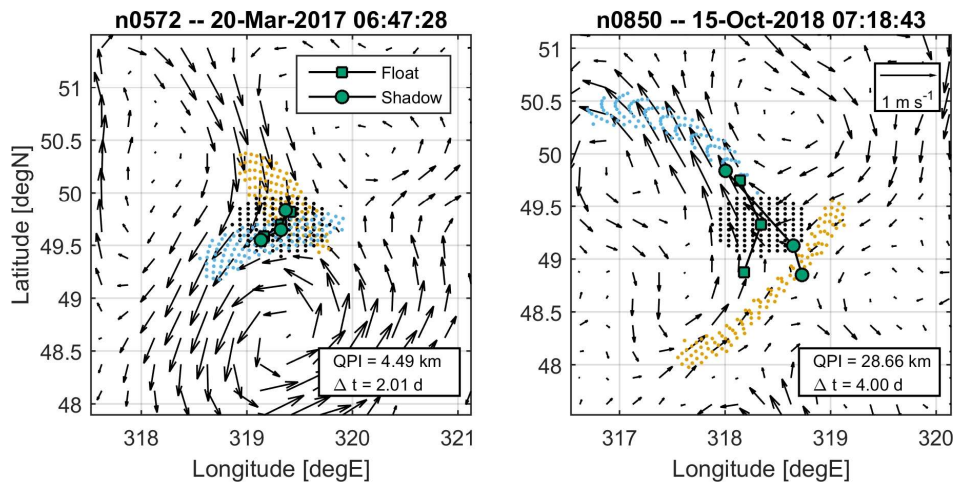 n0572 -- 20-Mar-2017 06:47:28
n0850 -- 15-Oct-2018 07:18:43
Float
Shadow
1 m s⁻¹
Latitude [degN]
51
50.5
50
49.5
49
48.5
48
QPI = 4.49 km
Δ t = 2.01 d
318
319
320
321
Longitude [degE]
51
50.5
50
49.5
49
48.5
48
QPI = 28.66 km
Δ t = 4.00 d
317
318
319
320
Longitude [degE]